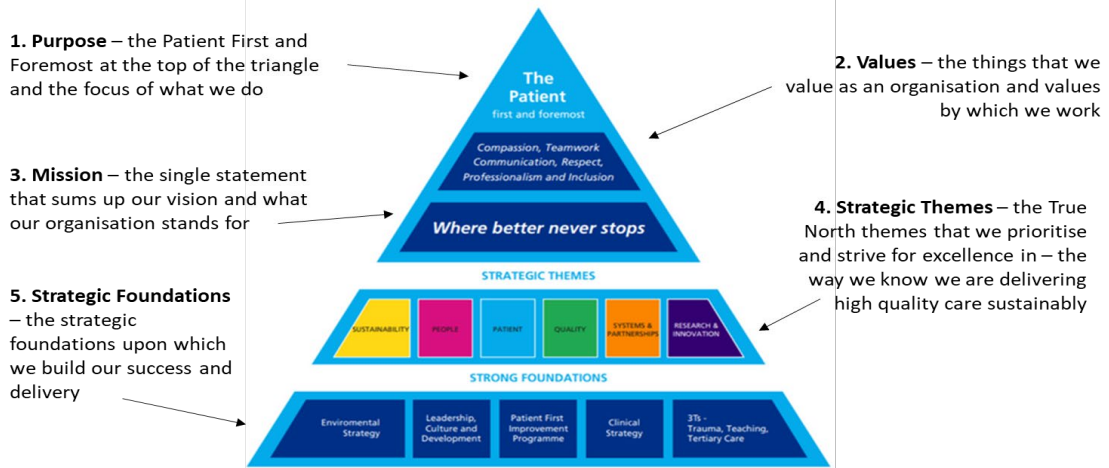 1. Purpose – the Patient First and
Foremost at the top of the triangle
and the focus of what we do
2. Values – the things that we
value as an organisation and values
by which we work
3. Mission – the single statement
that sums up our vision and what
our organisation stands for
4. Strategic Themes – the True
North themes that we prioritise
and strive for excellence in – the
way we know we are delivering
high quality care sustainably
5. Strategic Foundations
– the strategic
foundations upon which
we build our success and
delivery
The
Patient
first and foremost
Compassion, Teamwork
Communication, Respect,
Professionalism and Inclusion
Where better never stops
STRATEGIC THEMES
SUSTAINABILITY
PEOPLE
PATIENT
QUALITY
SYSTEMS &
PARTNERSHIPS
RESEARCH &
INNOVATION
STRONG FOUNDATIONS
Enviromental
Strategy
Leadership,
Culture and
Development
Patient First
Improvement
Programme
Clinical
Strategy
3Ts -
Trauma, Teaching,
Tertiary Care